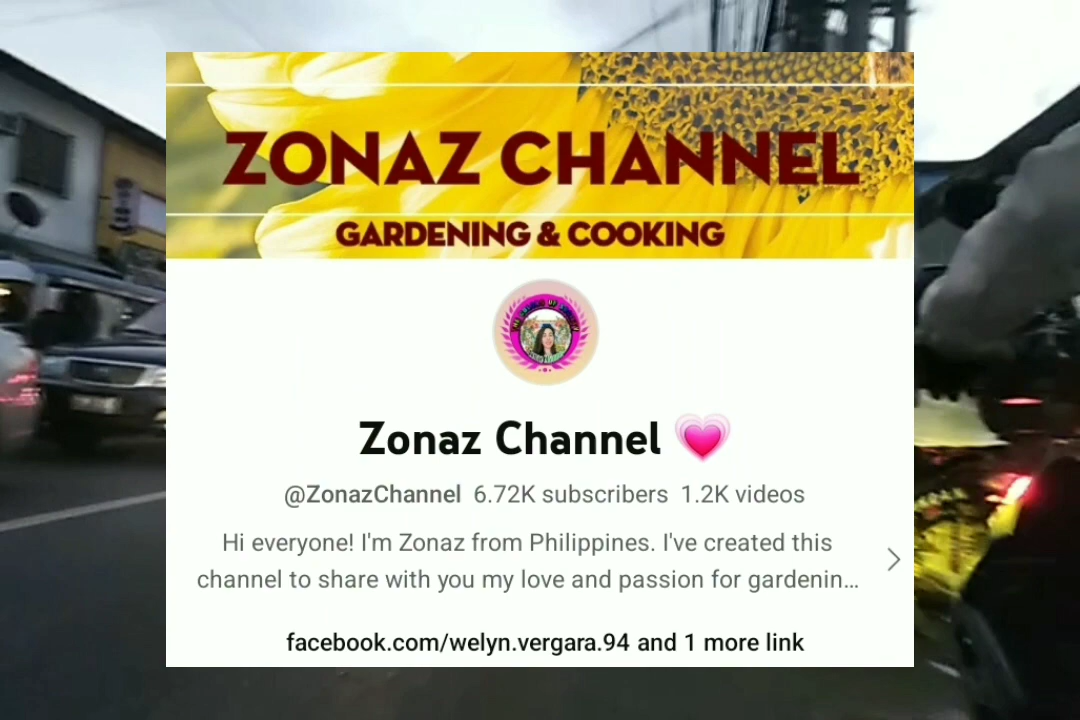 ZONAZ CHANNEL
GARDENING & COOKING
Zonaz Channel 💗
@ZonazChannel 6.72K subscribers 1.2K videos
Hi everyone! I'm Zonaz from Philippines. I've created this
channel to share with you my love and passion for gardenin...
facebook.com/welyn.vergara.94 and 1 more link